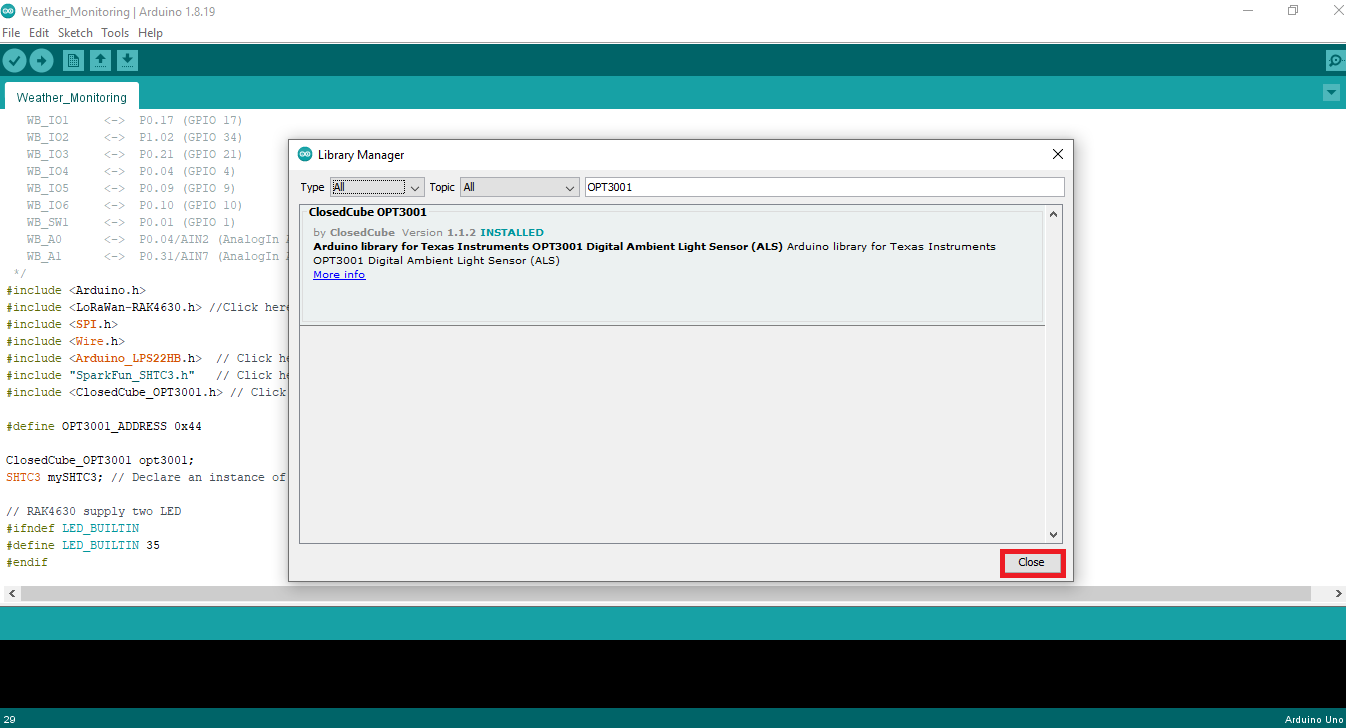 Weather_Monitoring | Arduino 1.8.19
File Edit Sketch Tools Help
Weather_Monitoring
WB_IO1 <-> P0.17 (GPIO 17)
WB_IO2 <-> P1.02 (GPIO 34)
WB_IO3 <-> P0.21 (GPIO 21)
WB_IO4 <-> P0.04 (GPIO 4)
WB_IO5 <-> P0.09 (GPIO 9)
WB_IO6 <-> P0.10 (GPIO 10)
WB_SW1 <-> P0.01 (GPIO 1)
WB_A0 <-> P0.04/AIN2 (AnalogIn
WB_A1 <-> P0.31/AIN7 (AnalogIn
*/
#include <Arduino.h>
#include <LoRaWan-RAK4630.h> //Click here
#include <SPI.h>
#include <Wire.h>
#include <Arduino_LPS22HB.h> // Click he
#include "SparkFun_SHTC3.h" // Click he
#include <ClosedCube_OPT3001.h> // Click
#define OPT3001_ADDRESS 0x44
ClosedCube_OPT3001 opt3001;
SHTC3 mySHTC3; // Declare an instance of
// RAK4630 supply two LED
#ifndef LED_BUILTIN
#define LED_BUILTIN 35
#endif
Library Manager
Type All Topic All OPT3001
ClosedCube OPT3001
by ClosedCube Version 1.1.2 INSTALLED
Arduino library for Texas Instruments OPT3001 Digital Ambient Light Sensor (ALS) Arduino library for Texas Instruments
OPT3001 Digital Ambient Light Sensor (ALS)
More info
Close
29
Arduino Uno